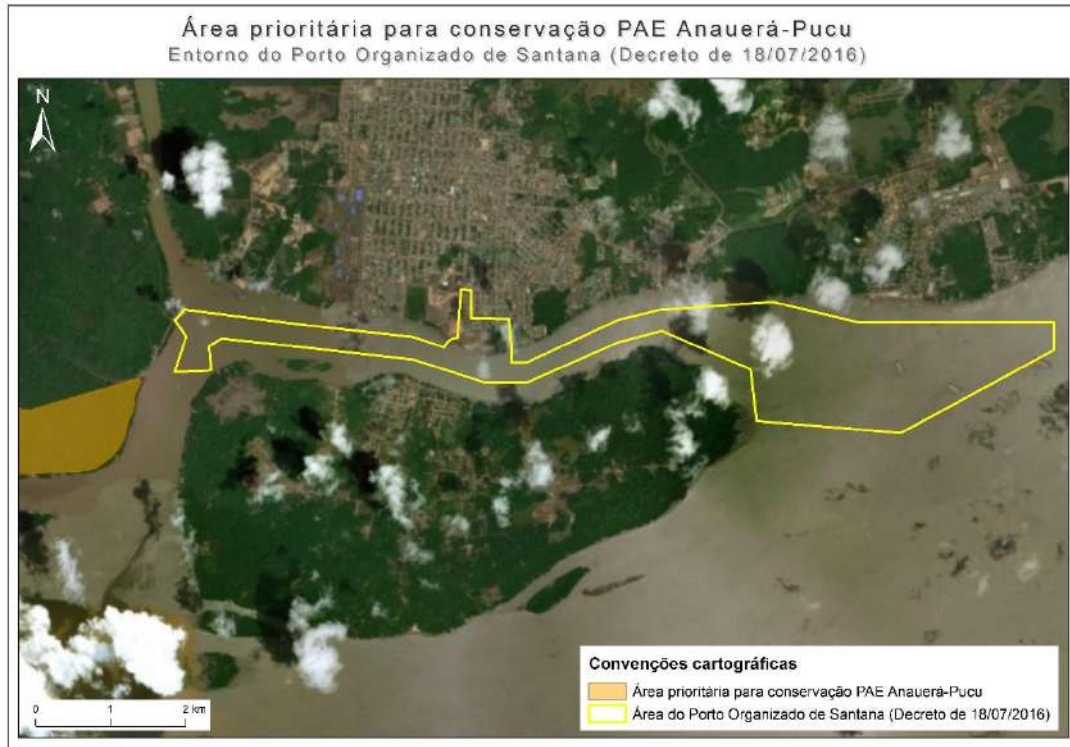 Área prioritária para conservação PAE Anauerá-Pucu
Entorno do Porto Organizado de Santana (Decreto de 18/07/2016)
N
Convenções cartográficas
Área prioritária para conservação PAE Anauerá-Pucu
Área do Porto Organizado de Santana (Decreto de 18/07/2016)
0 1 2 km